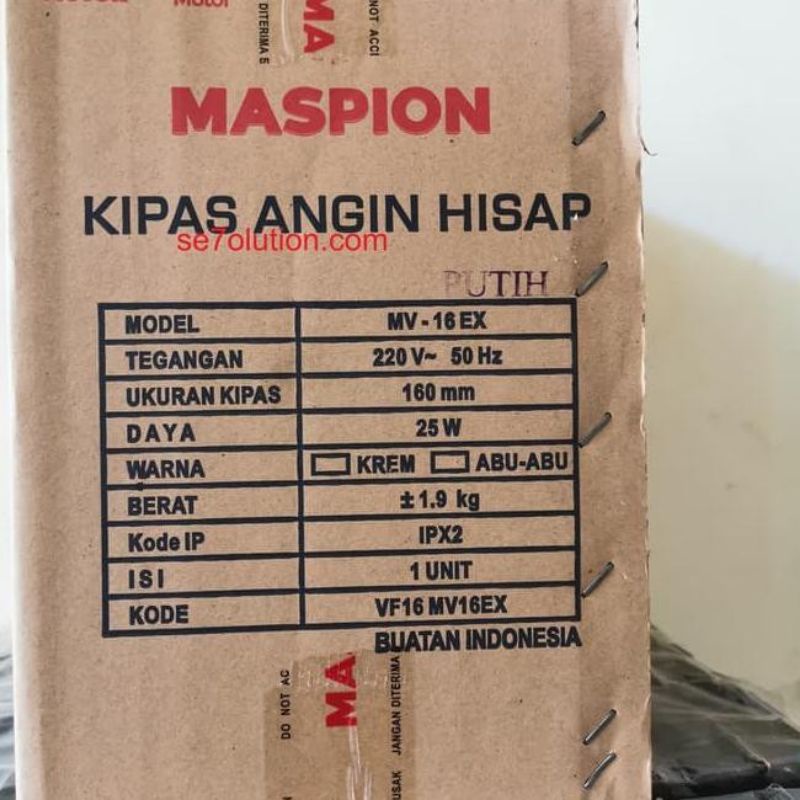 Motor
DITERIMA
MA
NOT ACC
MASPION
KIPAS ANGIN HISAP
se7olution.com
PUTIH
MODEL MV - 16 EX
TEGANGAN 220 V~ 50 Hz
UKURAN KIPAS 160 mm
DAYA 25 W
WARNA KREM ABU-ABU
BERAT ± 1.9 kg
Kode IP IPX2
ISI 1 UNIT
KODE VF16 MV16EX
BUATAN INDONESIA
DO NOT AC
MA
USAK JANGAN DITERIMA